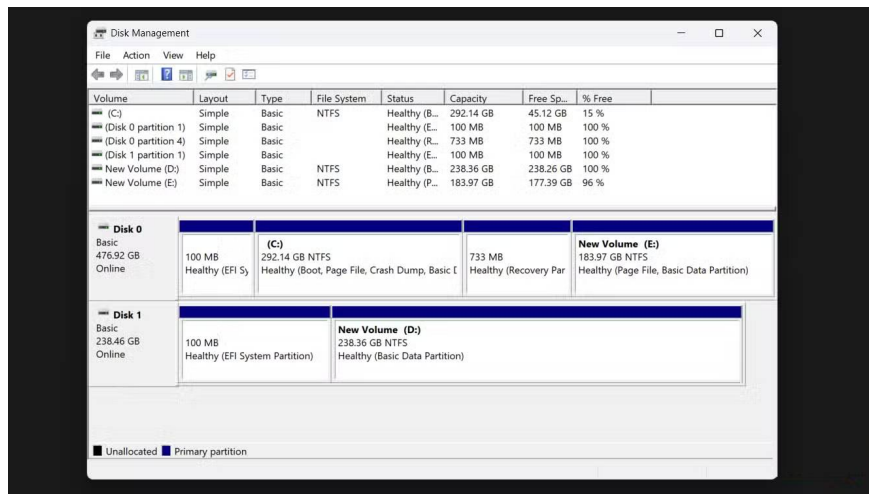 Disk Management
File Action View Help
Volume Layout Type File System Status Capacity Free Sp... % Free
(C:) Simple Basic NTFS Healthy (B... 292.14 GB 45.12 GB 15 %
(Disk 0 partition 1) Simple Basic Healthy (E... 100 MB 100 MB 100 %
(Disk 0 partition 4) Simple Basic Healthy (R... 733 MB 733 MB 100 %
(Disk 1 partition 1) Simple Basic Healthy (E... 100 MB 100 MB 100 %
New Volume (D:) Simple Basic NTFS Healthy (B... 238.36 GB 238.26 GB 100 %
New Volume (E:) Simple Basic NTFS Healthy (P... 183.97 GB 177.39 GB 96 %
Disk 0
Basic
476.92 GB
Online
100 MB
Healthy (EFI Sy
(C:)
292.14 GB NTFS
Healthy (Boot, Page File, Crash Dump, Basic D
733 MB
Healthy (Recovery Par
New Volume (E:)
183.97 GB NTFS
Healthy (Page File, Basic Data Partition)
Disk 1
Basic
238.46 GB
Online
100 MB
Healthy (EFI System Partition)
New Volume (D:)
238.36 GB NTFS
Healthy (Basic Data Partition)
Unallocated Primary partition